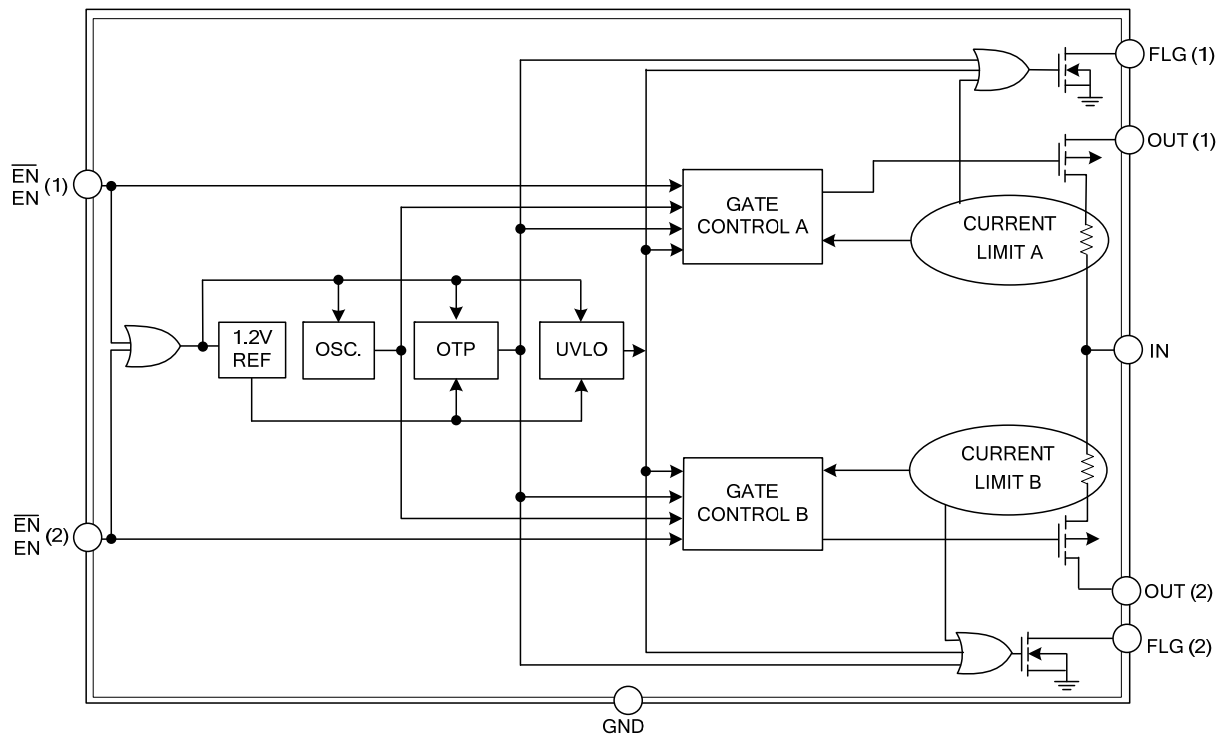 FLG (1)
OUT (1)
EN
EN (1)
GATE
CONTROL A
CURRENT
LIMIT A
1.2V
REF
OSC.
OTP
UVLO
IN
CURRENT
LIMIT B
GATE
CONTROL B
EN
EN (2)
OUT (2)
FLG (2)
GND